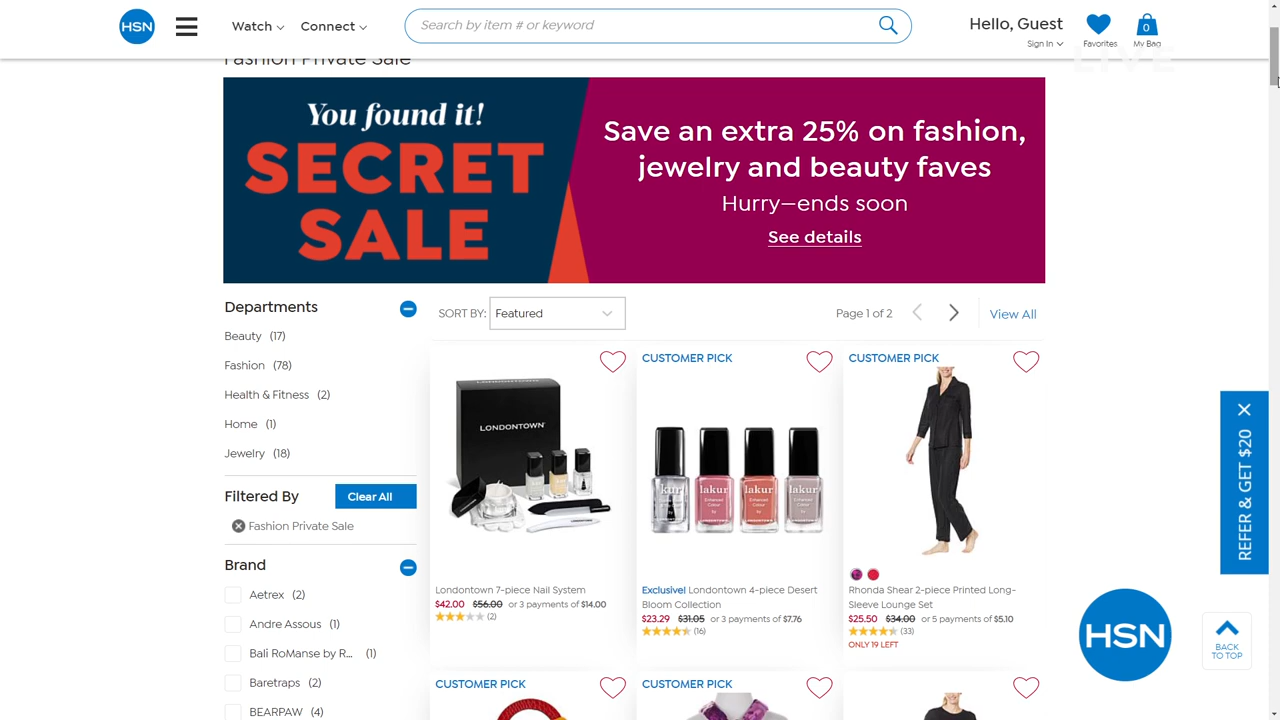 HSN
Watch
Connect
Search by item # or keyword
Hello, Guest
Sign In
Favorites
0
My Bag
LIVE
Fashion Private Sale
You found it!
SECRET
SALE
Save an extra 25% on fashion,
jewelry and beauty faves
Hurry—ends soon
See details
Departments
Beauty (17)
Fashion (78)
Health & Fitness (2)
Home (1)
Jewelry (18)
Filtered By
Clear All
Fashion Private Sale
Brand
Aetrex (2)
Andre Assous (1)
Bali RoManse by R... (1)
Baretraps (2)
BEARPAW (4)
SORT BY: Featured
Page 1 of 2
View All
LONDONTOWN
LONDONTOWN
Londontown 7-piece Nail System
$42.00 $56.00 or 3 payments of $14.00
(2)
CUSTOMER PICK
lakur lakur lakur lakur
Exclusive! Londontown 4-piece Desert
Bloom Collection
$23.29 $31.05 or 3 payments of $7.76
(16)
CUSTOMER PICK
Rhonda Shear 2-piece Printed Long-
Sleeve Lounge Set
$25.50 $34.00 or 5 payments of $5.10
(33)
ONLY 19 LEFT
CUSTOMER PICK
CUSTOMER PICK
REFER & GET $20
HSN
BACK
TO TOP